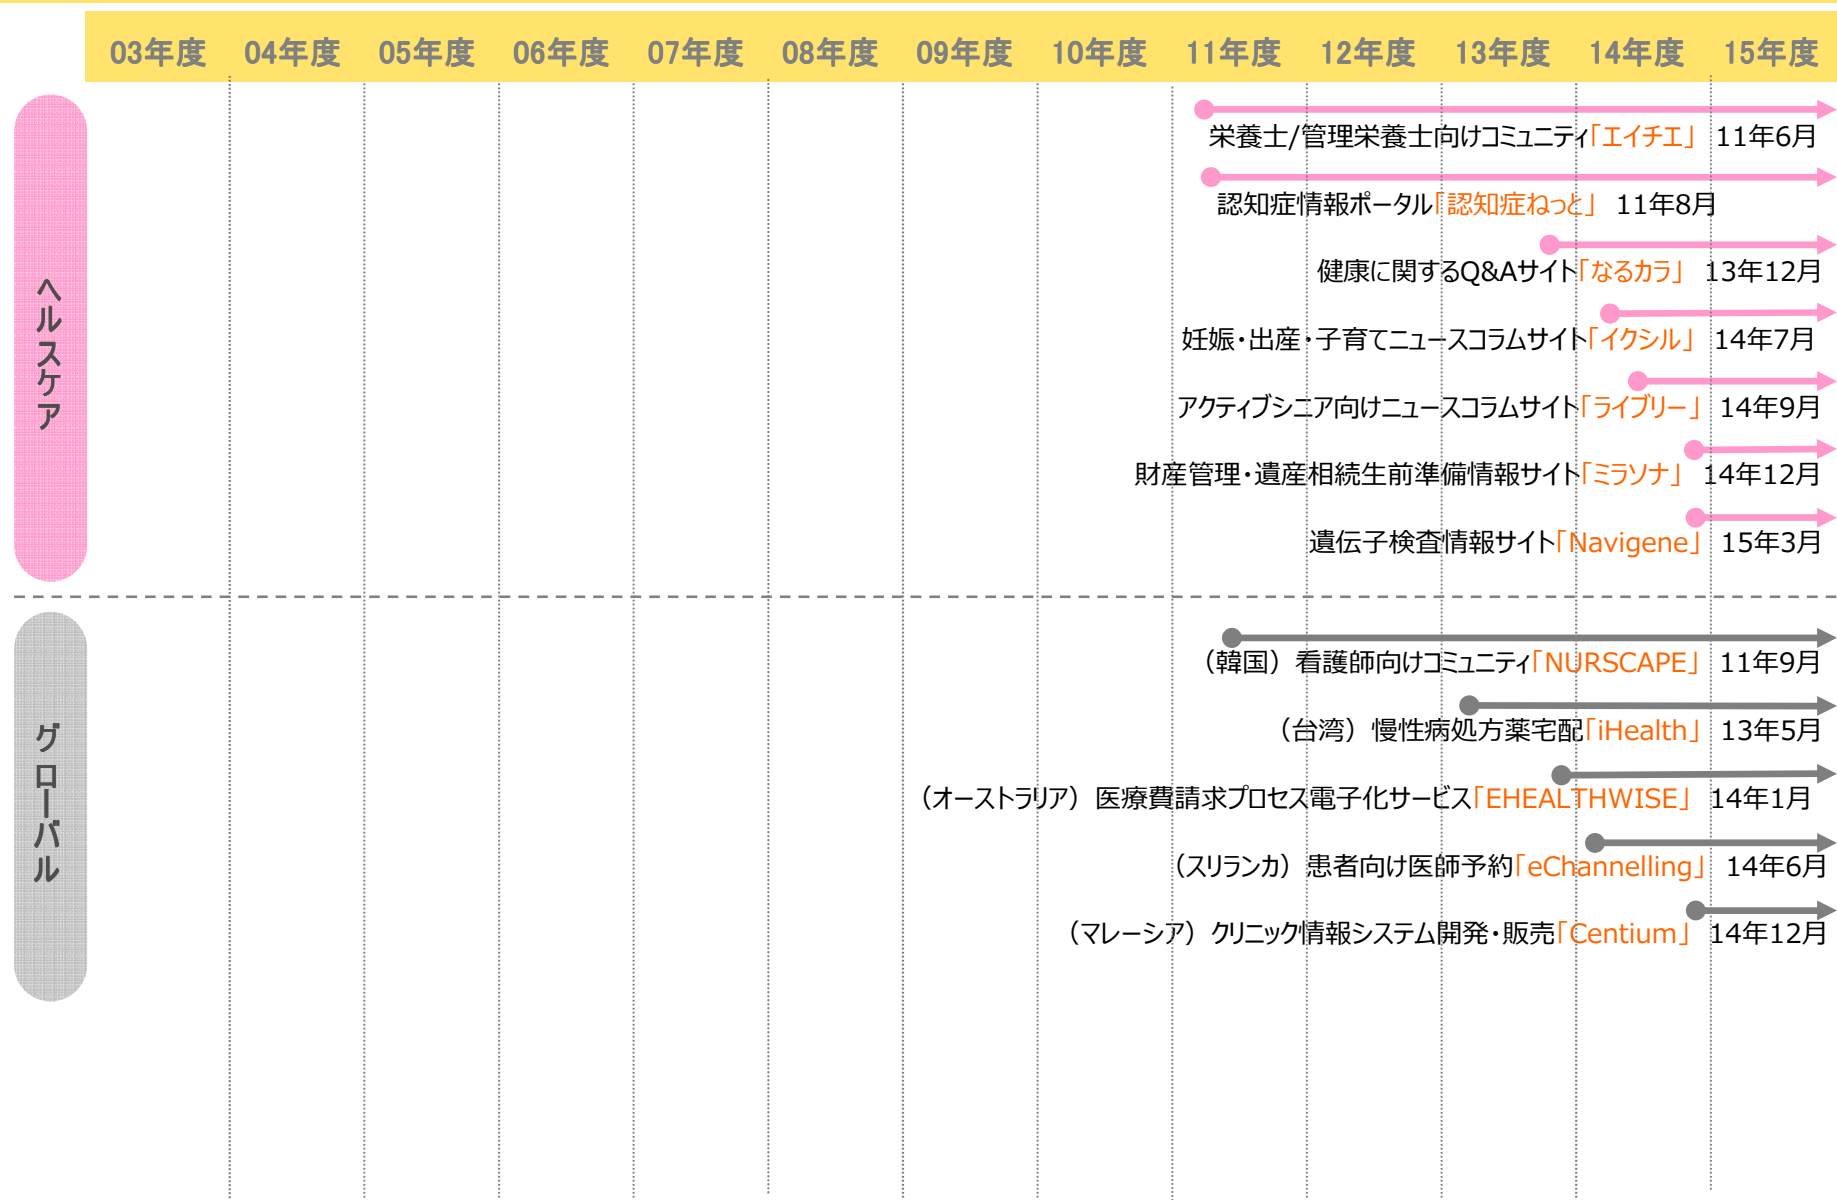 03年度 04年度 05年度 06年度 07年度 08年度 09年度 10年度 11年度 12年度 13年度 14年度 15年度
ヘルスケア
栄養士/管理栄養士向けコミュニティ「エイチエ」 11年6月
認知症情報ポータル「認知症ねっと」 11年8月
健康に関するQ&Aサイト「なるカラ」 13年12月
妊娠・出産・子育てニュースコラムサイト「イクシル」 14年7月
アクティブシニア向けニュースコラムサイト「ライブリー」 14年9月
財産管理・遺産相続生前準備情報サイト「ミラソナ」 14年12月
遺伝子検査情報サイト「Navigene」 15年3月
グローバル
（韓国）看護師向けコミュニティ「NURSCAPE」 11年9月
（台湾）慢性病処方薬宅配「iHealth」 13年5月
（オーストラリア）医療費請求プロセス電子化サービス「EHEALTHWISE」 14年1月
（スリランカ）患者向け医師予約「eChannelling」 14年6月
（マレーシア）クリニック情報システム開発・販売「Centium」 14年12月